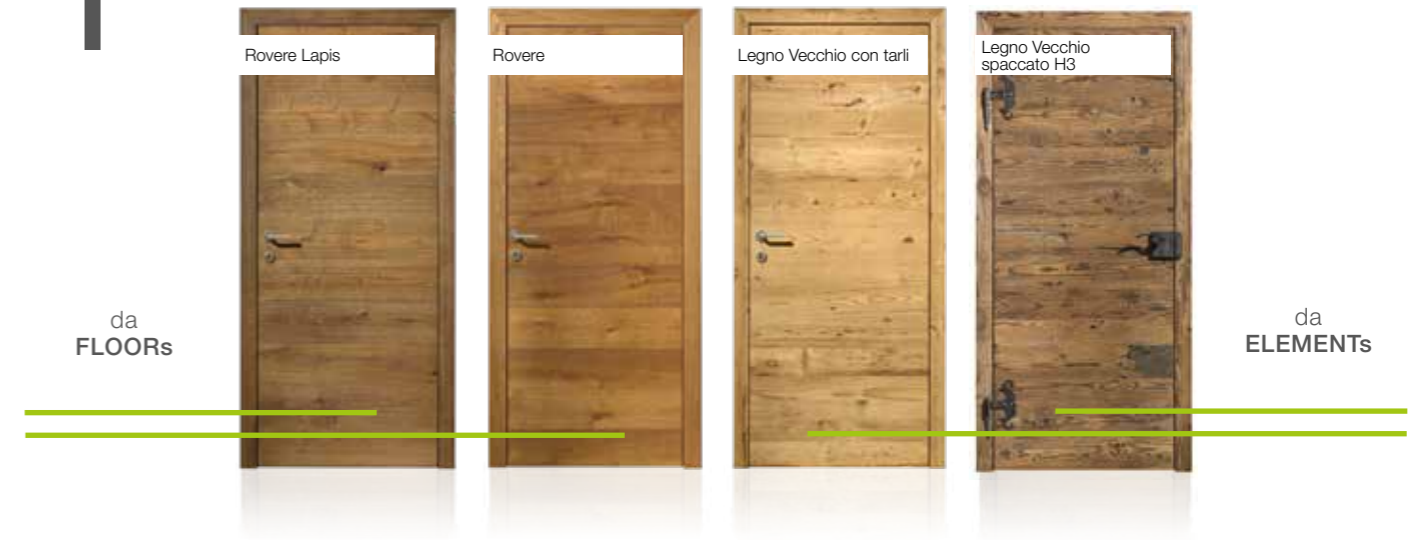 Rovere Lapis
Rovere
Legno Vecchio con tarli
Legno Vecchio
spaccato H3
da
FLOORs
da
ELEMENTs